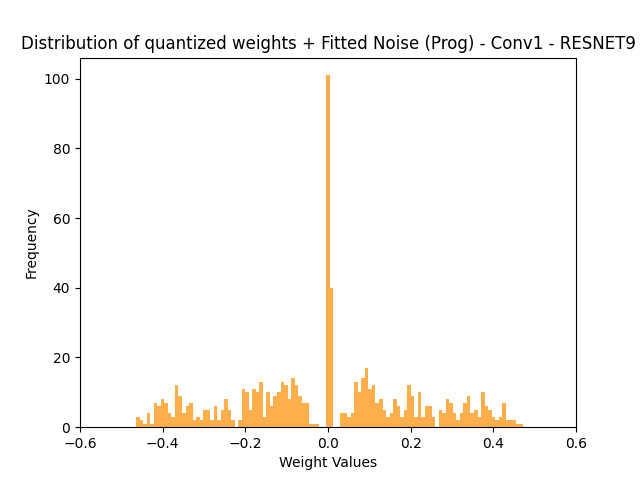 Distribution of quantized weights + Fitted Noise (Prog) - Conv1 - RESNET9
100
80
60
40
20
0
Frequency
−0.6 −0.4 −0.2 0.0 0.2 0.4 0.6
Weight Values